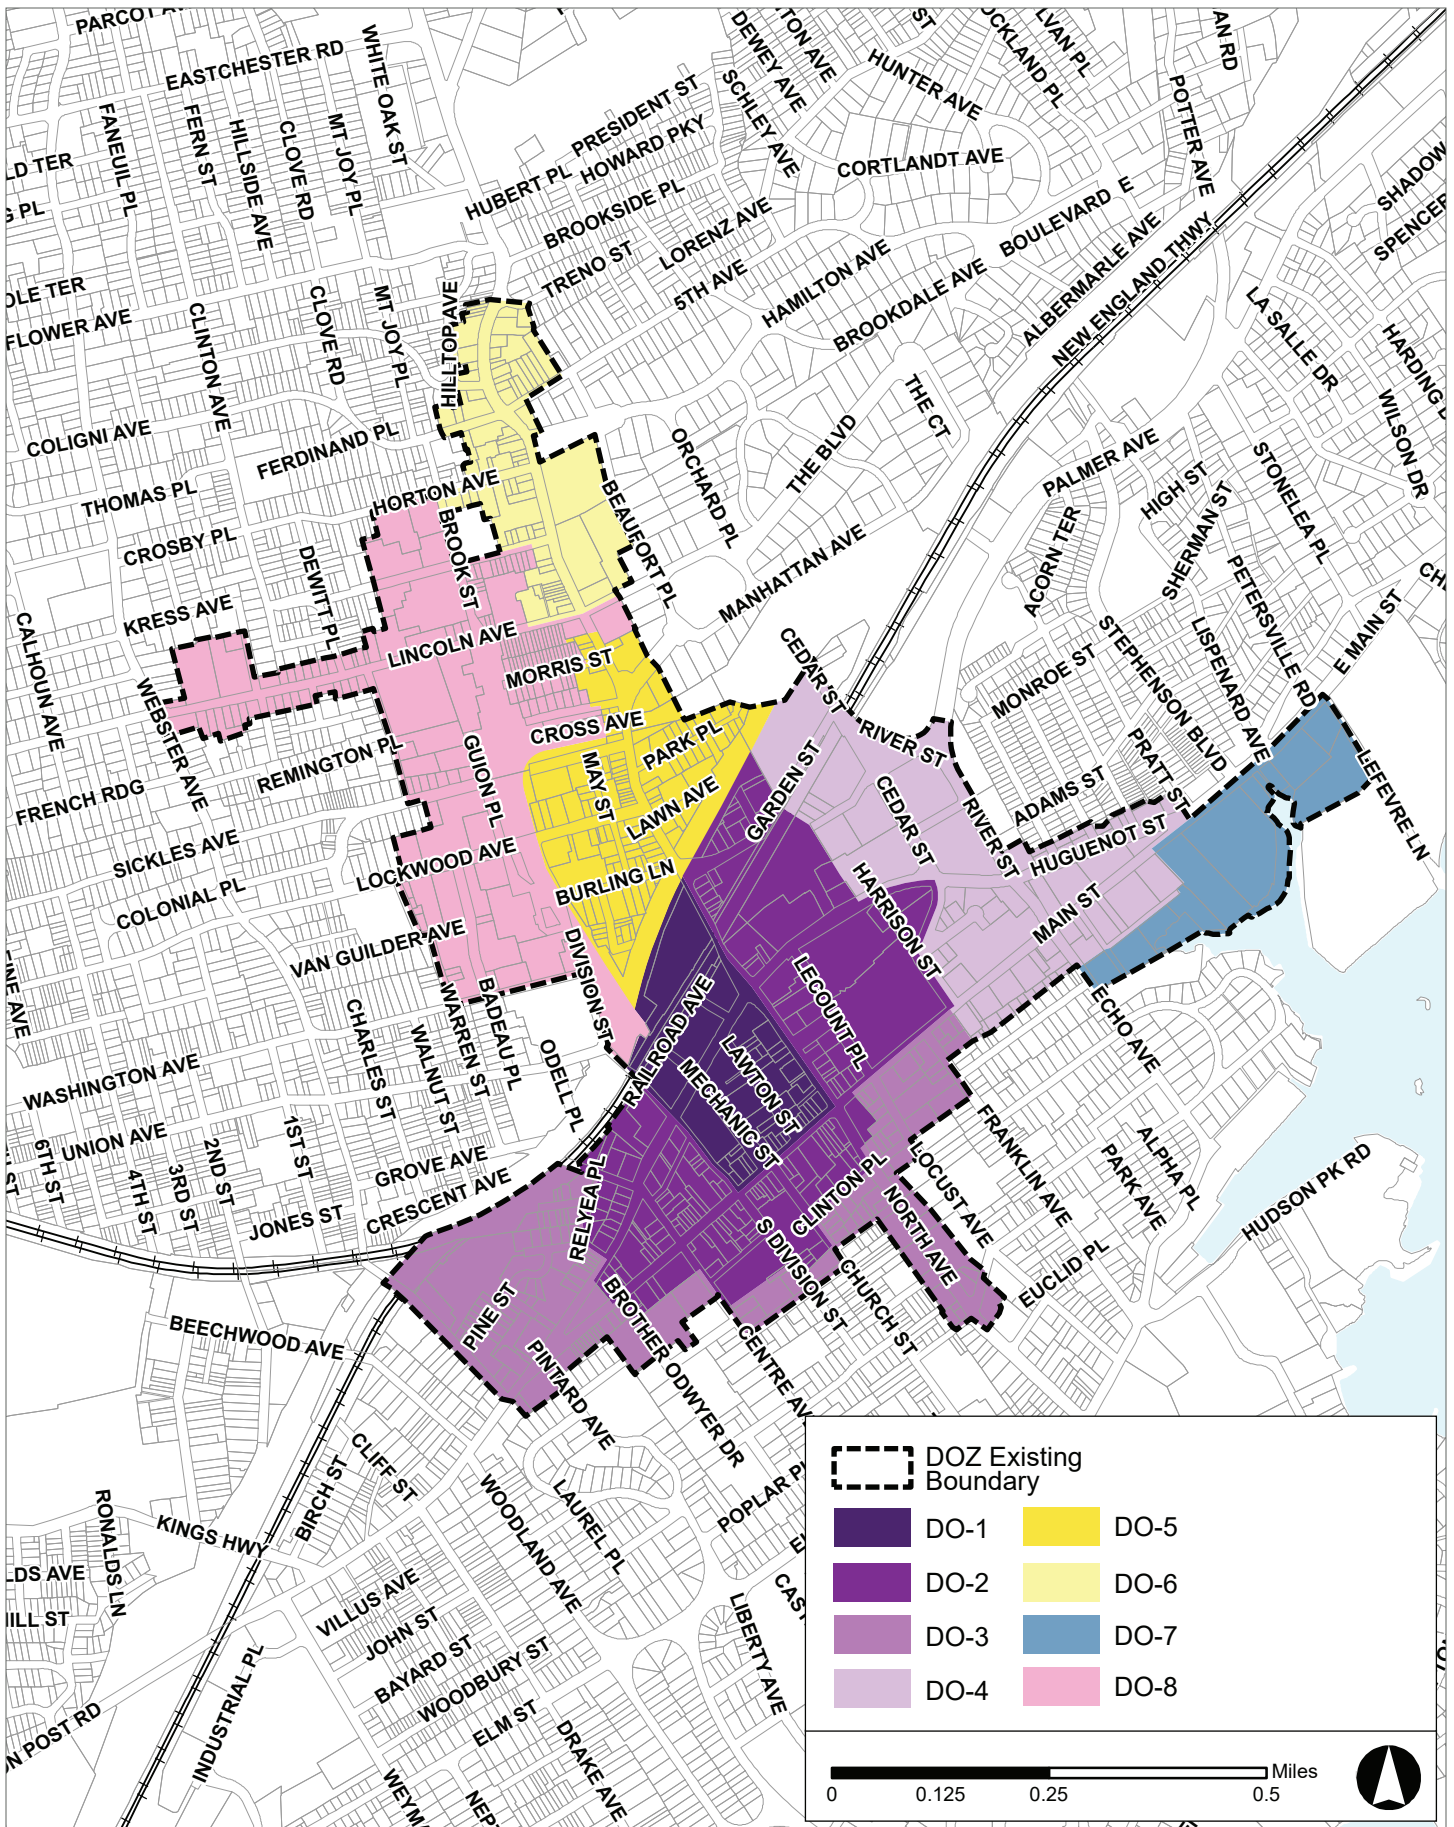 EASTCHESTER RD
WHITE OAK ST
FANEUIL PL
FERN ST
HILLSIDE AVE
CLOVE RD
MT JOY PL
PRESIDENT ST
HOWARD PKY
HUBERT PL
BROOKSIDE PL
TRENO ST
LORENZ AVE
5TH AVE
DEWEY AVE
SCHLEY AVE
HUNTER AVE
CORTLANDT AVE
POTTER AVE
BOULEVARD E
HAMILTON AVE
BROOKDALE AVE
ALBERMARLE AVE
NEW ENGLAND THWY
LA SALLE DR
WILSON DR
CLINTON AVE
CLOVE RD
MT JOY PL
HILLTOP AVE
COLIGNI AVE
FERDINAND PL
THOMAS PL
HORTON AVE
CROSBY PL
BROOK ST
BEAUFORT PL
ORCHARD PL
THE BLVD
THE CT
MANHATTAN AVE
PALMER AVE
HIGH ST
ACORN TER
SHERMAN ST
STONELEA PL
PETERSVILLE RD
LISPENARD AVE
STEPHENSON BLVD
E MAIN ST
MONROE ST
PRATT ST
ADAMS ST
LEFEVRE LN
CALHOUN AVE
KRESS AVE
DEWITT PL
LINCOLN AVE
MORRIS ST
WEBSTER AVE
CROSS AVE
PARK PL
MAY ST
LAWN AVE
GUION PL
CEDAR ST
RIVER ST
GARDEN ST
CEDAR ST
RIVER ST
HUGUENOT ST
MAIN ST
HARRISON ST
REMINGTON PL
FRENCH RDG
SICKLES AVE
COLONIAL PL
LOCKWOOD AVE
BURLING LN
VAN GUILDER AVE
DIVISION ST
LECOUNT PL
RAILROAD AVE
LAWTON ST
MECHANIC ST
ECHO AVE
CHARLES ST
WALNUT ST
WARREN ST
BADEAU PL
ODELL PL
WASHINGTON AVE
UNION AVE
6TH ST
4TH ST
3RD ST
2ND ST
1ST ST
GROVE AVE
CRESCENT AVE
JONES ST
RELYEA PL
CLINTON PL
LOCUST AVE
NORTH AVE
FRANKLIN AVE
PARK AVE
ALPHA PL
EUCLID PL
HUDSON PK RD
S DIVISION ST
CHURCH ST
PINE ST
BROTHER ODWYER DR
BEECHWOOD AVE
PINTARD AVE
CLIFF ST
BIRCH ST
KINGS HWY
RONALDS LN
WOODLAND AVE
LAUREL PL
VILLUS AVE
JOHN ST
BAYARD ST
WOODBURY ST
ELM ST
DRAKE AVE
LIBERTY AVE
INDUSTRIAL PL
DOZ Existing
Boundary
DO-1
DO-5
DO-2
DO-6
DO-3
DO-7
DO-4
DO-8
Miles
0
0.125
0.25
0.5